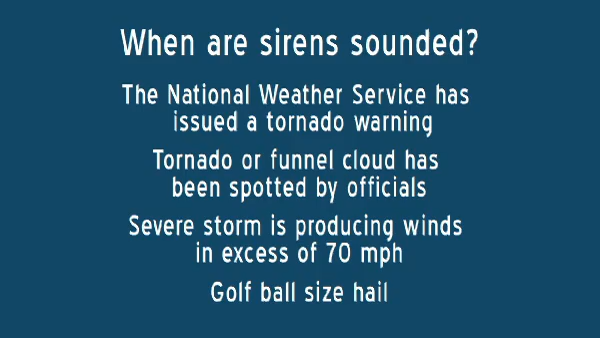 When are sirens sounded?
The National Weather Service has
issued a tornado warning
Tornado or funnel cloud has
been spotted by officials
Severe storm is producing winds
in excess of 70 mph
Golf ball size hail